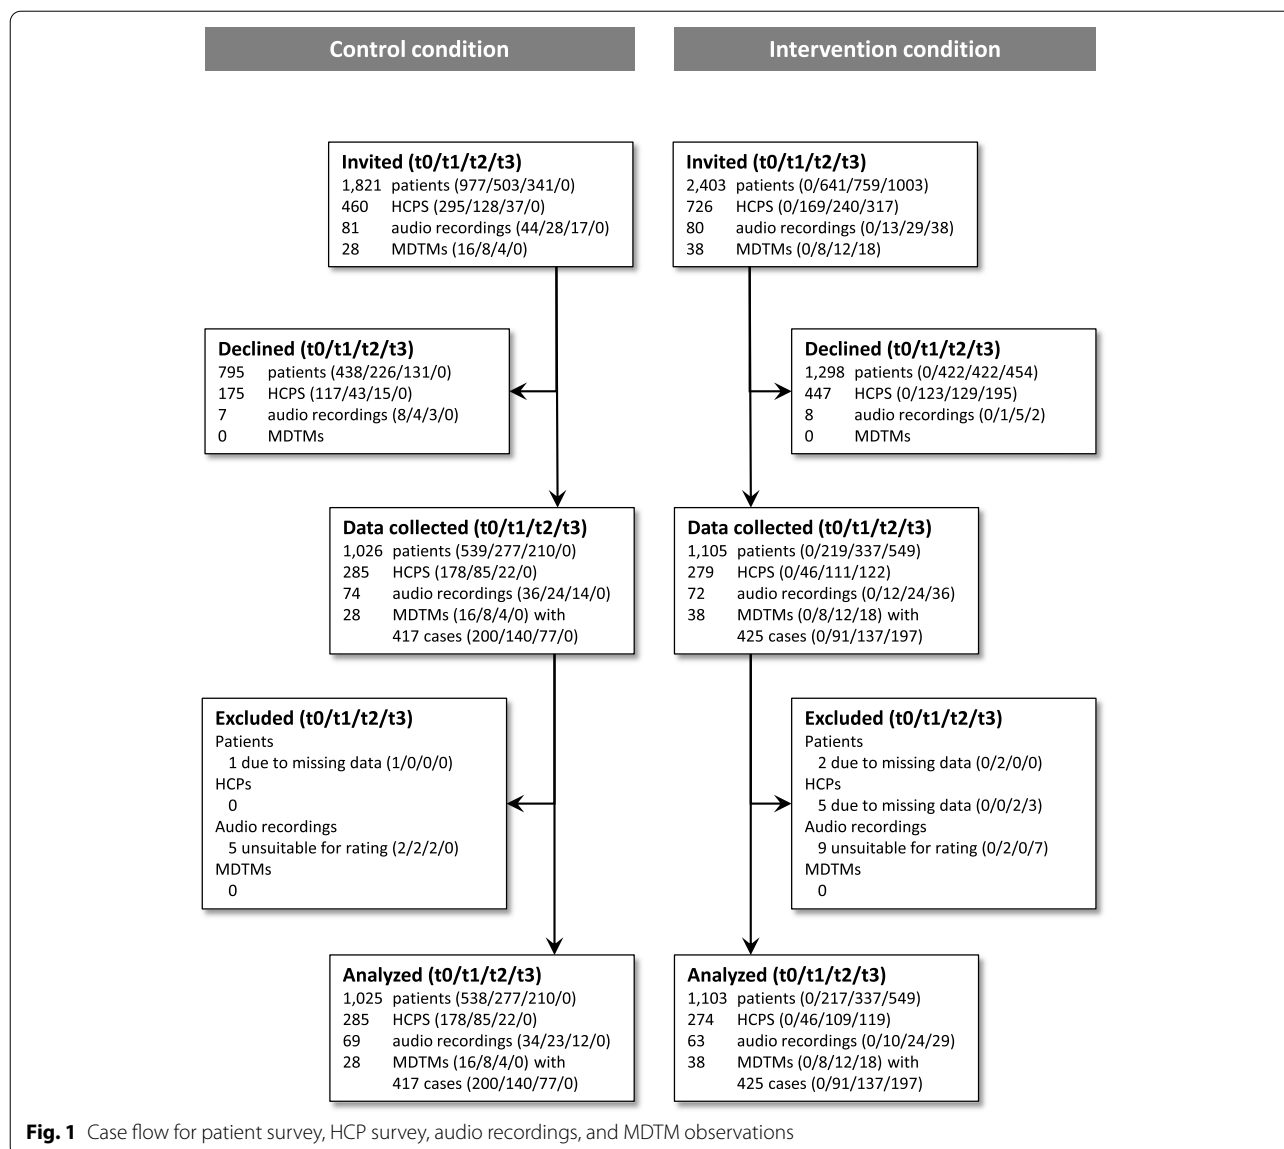 Control condition
Intervention condition
Invited (t0/t1/t2/t3)
1,821 patients (977/503/341/0)
460 HCPS (295/128/37/0)
81 audio recordings (44/28/17/0)
28 MDTMs (16/8/4/0)
Invited (t0/t1/t2/t3)
2,403 patients (0/641/759/1003)
726 HCPS (0/169/240/317)
80 audio recordings (0/13/29/38)
38 MDTMs (0/8/12/18)
Declined (t0/t1/t2/t3)
795 patients (438/226/131/0)
175 HCPS (117/43/15/0)
7 audio recordings (8/4/3/0)
0 MDTMs
Declined (t0/t1/t2/t3)
1,298 patients (0/422/422/454)
447 HCPS (0/123/129/195)
8 audio recordings (0/1/5/2)
0 MDTMs
Data collected (t0/t1/t2/t3)
1,026 patients (539/277/210/0)
285 HCPS (178/85/22/0)
74 audio recordings (36/24/14/0)
28 MDTMs (16/8/4/0) with
417 cases (200/140/77/0)
Data collected (t0/t1/t2/t3)
1,105 patients (0/219/337/549)
279 HCPS (0/46/111/122)
72 audio recordings (0/12/24/36)
38 MDTMs (0/8/12/18) with
425 cases (0/91/137/197)
Excluded (t0/t1/t2/t3)
Patients
1 due to missing data (1/0/0/0)
HCPs
0
Audio recordings
5 unsuitable for rating (2/2/2/0)
MDTMs
0
Excluded (t0/t1/t2/t3)
Patients
2 due to missing data (0/2/0/0)
HCPs
5 due to missing data (0/0/2/3)
Audio recordings
9 unsuitable for rating (0/2/0/7)
MDTMs
0
Analyzed (t0/t1/t2/t3)
1,025 patients (538/277/210/0)
285 HCPS (178/85/22/0)
69 audio recordings (34/23/12/0)
28 MDTMs (16/8/4/0) with
417 cases (200/140/77/0)
Analyzed (t0/t1/t2/t3)
1,103 patients (0/217/337/549)
274 HCPS (0/46/109/119)
63 audio recordings (0/10/24/29)
38 MDTMs (0/8/12/18) with
425 cases (0/91/137/197)
Fig. 1 Case flow for patient survey, HCP survey, audio recordings, and MDTM observations